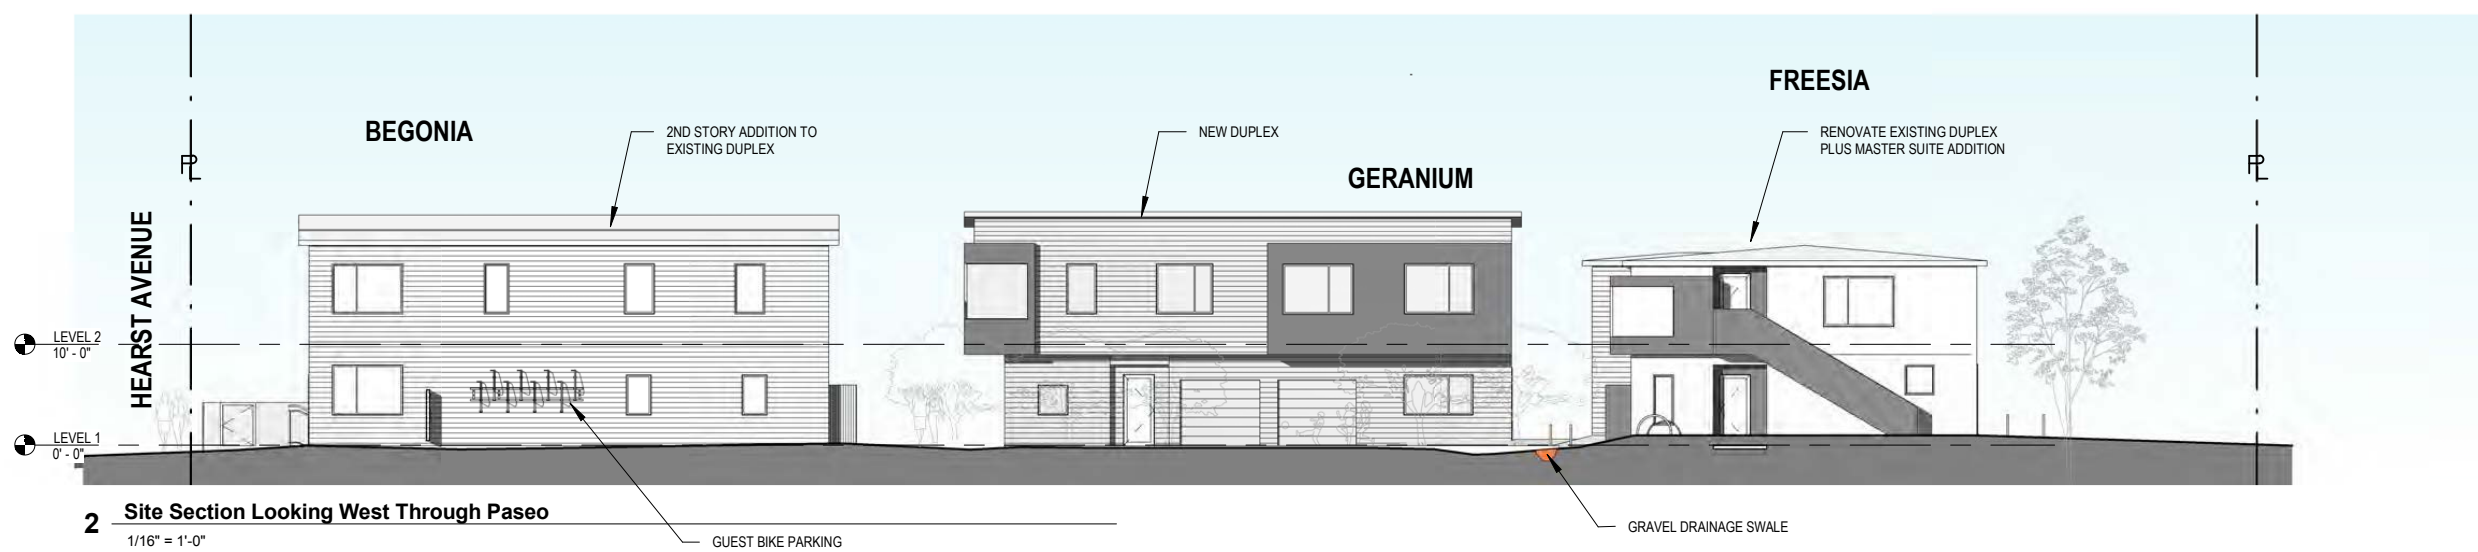 FREESIA
BEGONIA
2ND STORY ADDITION TO
EXISTING DUPLEX
NEW DUPLEX
RENOVATE EXISTING DUPLEX
PLUS MASTER SUITE ADDITION
PL
PL
GERANIUM
HEARST AVENUE
LEVEL 2
10' - 0"
LEVEL 1
0' - 0"
2 Site Section Looking West Through Paseo
1/16" = 1'-0"
GUEST BIKE PARKING
GRAVEL DRAINAGE SWALE